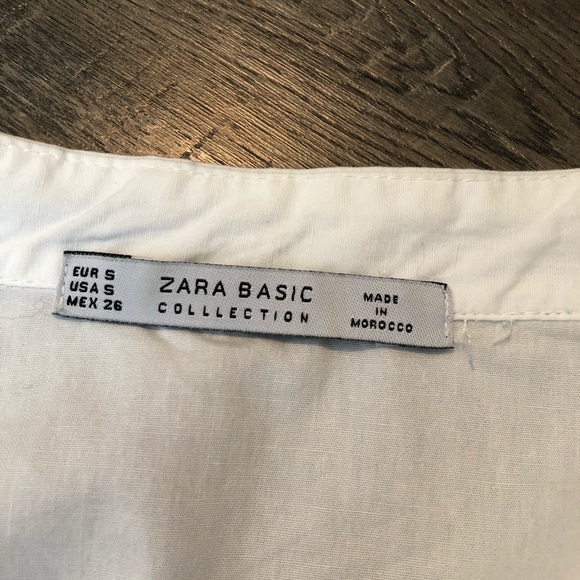 EUR S
USA S
MEX 26
ZARA BASIC
COLLLECTION
MADE
IN
MOROCCO